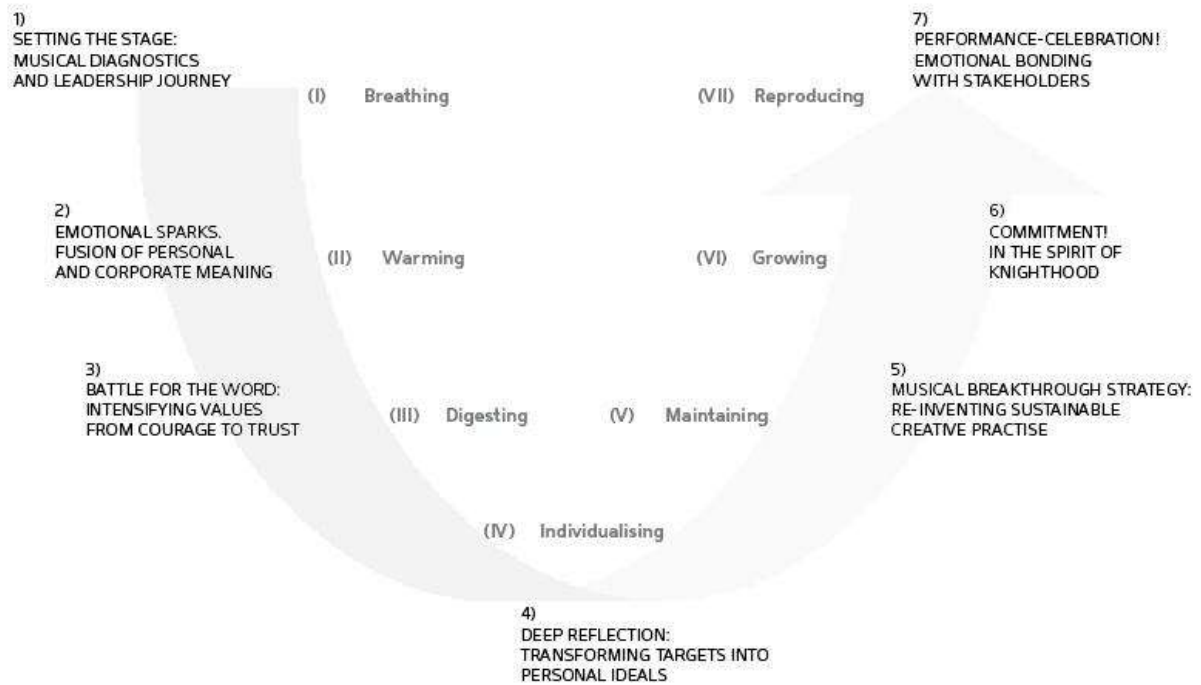 1)
SETTING THE STAGE:
MUSICAL DIAGNOSTICS
AND LEADERSHIP JOURNEY
(I) Breathing
2)
EMOTIONAL SPARKS.
FUSION OF PERSONAL
AND CORPORATE MEANING
(II) Warming
3)
BATTLE FOR THE WORD:
INTENSIFYING VALUES
FROM COURAGE TO TRUST
(III) Digesting
(IV) Individualising
4)
DEEP REFLECTION:
TRANSFORMING TARGETS INTO
PERSONAL IDEALS
(V) Maintaining
5)
MUSICAL BREAKTHROUGH STRATEGY:
RE-INVENTING SUSTAINABLE
CREATIVE PRACTISE
(VI) Growing
6)
COMMITMENT!
IN THE SPIRIT OF
KNIGHTHOOD
(VII) Reproducing
7)
PERFORMANCE-CELEBRATION!
EMOTIONAL BONDING
WITH STAKEHOLDERS